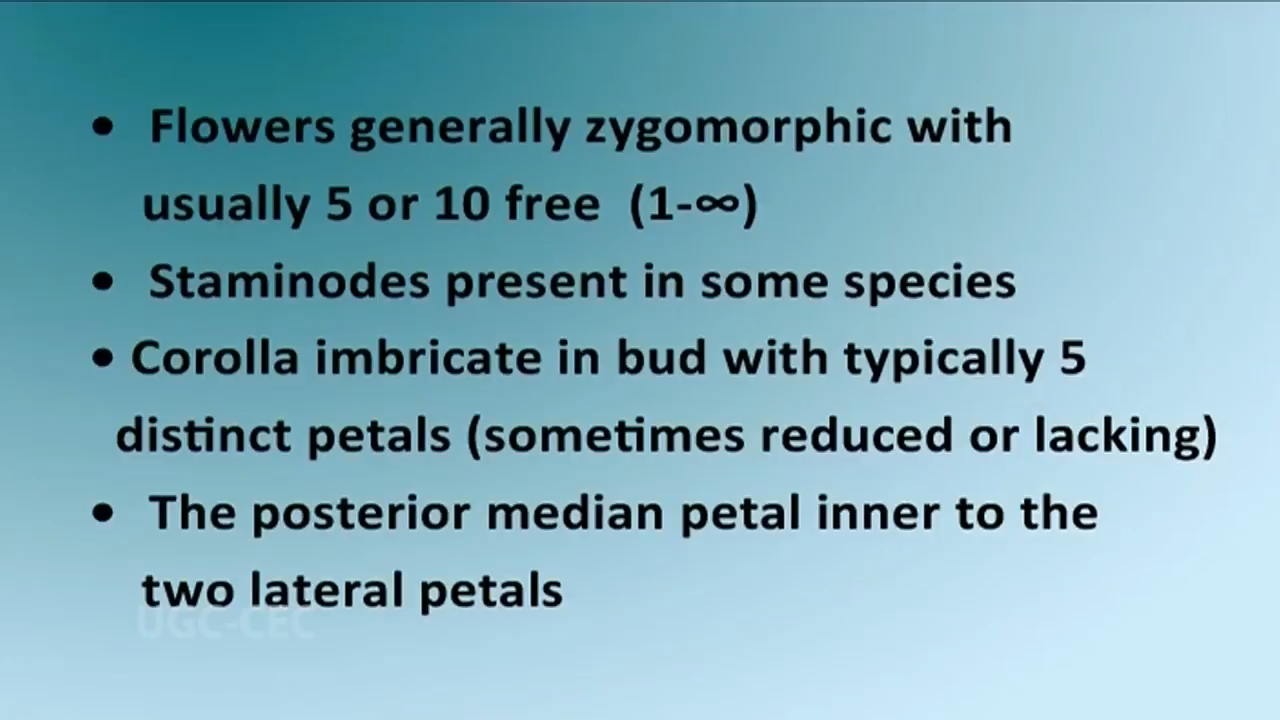 • Flowers generally zygomorphic with
usually 5 or 10 free (1-∞)
• Staminodes present in some species
• Corolla imbricate in bud with typically 5
distinct petals (sometimes reduced or lacking)
• The posterior median petal inner to the
two lateral petals
UGC-CEC